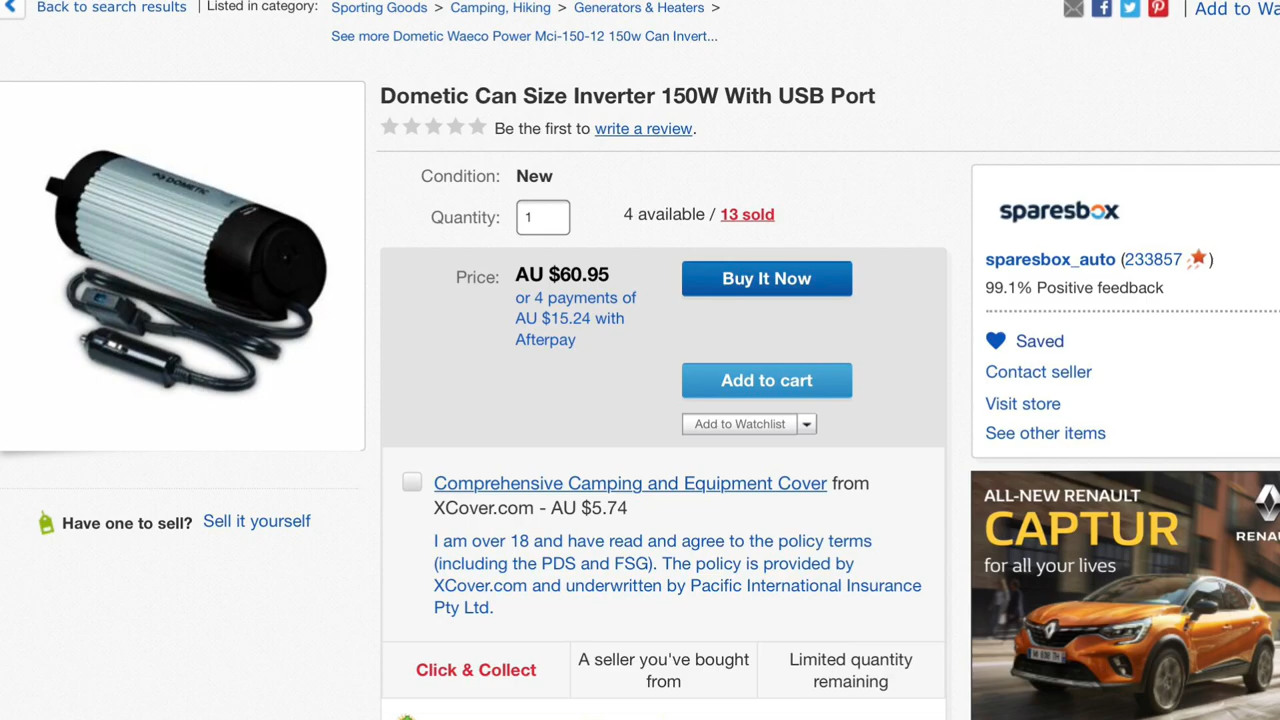 Back to search results | Listed in category: Sporting Goods > Camping, Hiking > Generators & Heaters >
Add to Wa
See more Dometic Waeco Power Mci-150-12 150w Can Invert...
DOMETIC
Dometic Can Size Inverter 150W With USB Port
Be the first to write a review.
Condition: New
Quantity: 1
4 available / 13 sold
Price: AU $60.95
or 4 payments of
AU $15.24 with
Afterpay
Buy It Now
Add to cart
Add to Watchlist
Comprehensive Camping and Equipment Cover from
XCover.com - AU $5.74
I am over 18 and have read and agree to the policy terms
(including the PDS and FSG). The policy is provided by
XCover.com and underwritten by Pacific International Insurance
Pty Ltd.
Click & Collect
A seller you've bought
from
Limited quantity
remaining
Have one to sell? Sell it yourself
sparesbox
sparesbox_auto (233857)
99.1% Positive feedback
Saved
Contact seller
Visit store
See other items
ALL-NEW RENAULT
CAPTUR
for all your lives
RENAU